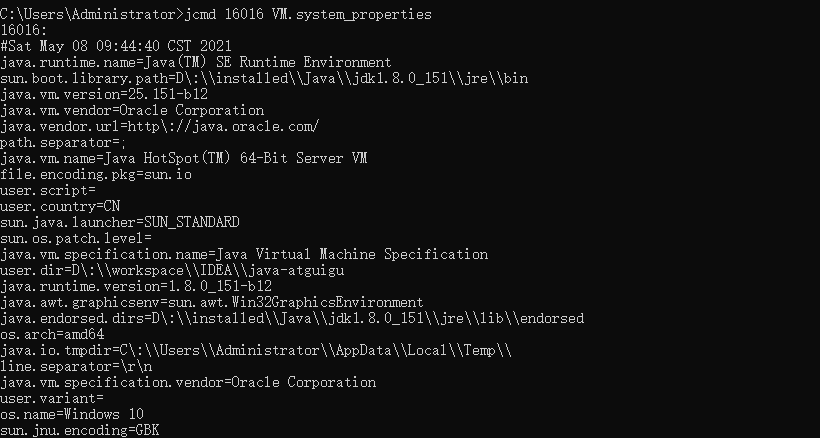 C:\Users\Administrator>jcmd 16016 VM.system_properties
16016:
#Sat May 08 09:44:40 CST 2021
java.runtime.name=Java(TM) SE Runtime Environment
sun.boot.library.path=D\:\\installed\\Java\\jdk1.8.0_151\\jre\\bin
java.vm.version=25.151-b12
java.vm.vendor=Oracle Corporation
java.vendor.url=http\://java.oracle.com/
path.separator=;
java.vm.name=Java HotSpot(TM) 64-Bit Server VM
file.encoding.pkg=sun.io
user.script=
user.country=CN
sun.java.launcher=SUN_STANDARD
sun.os.patch.level=
java.vm.specification.name=Java Virtual Machine Specification
user.dir=D\:\\workspace\\IDEA\\java-atguigu
java.runtime.version=1.8.0_151-b12
java.awt.graphicsenv=sun.awt.Win32GraphicsEnvironment
java.endorsed.dirs=D\:\\installed\\Java\\jdk1.8.0_151\\jre\\lib\\endorsed
os.arch=amd64
java.io.tmpdir=C\:\\Users\\Administrator\\AppData\\Local\\Temp\\
line.separator=\r\n
java.vm.specification.vendor=Oracle Corporation
user.variant=
os.name=Windows 10
sun.jnu.encoding=GBK